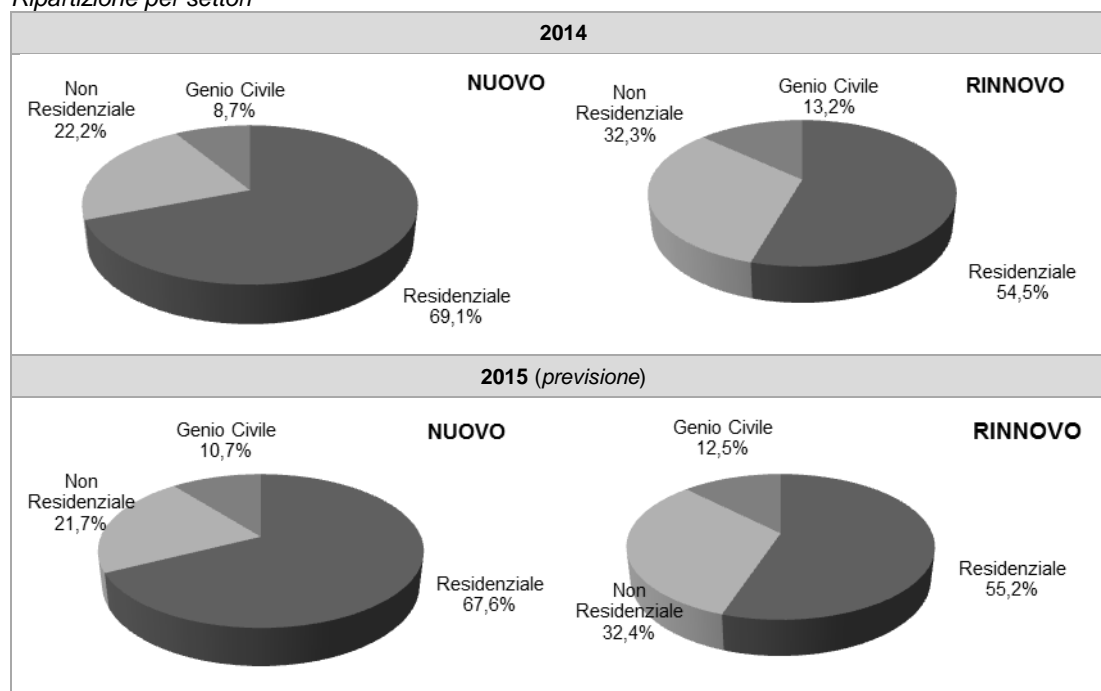 Ripartizione per settori
2014
NUOVO
Non
Residenziale
22,2%
Genio Civile
8,7%
Residenziale
69,1%
RINNOVO
Non
Residenziale
32,3%
Genio Civile
13,2%
Residenziale
54,5%
2015 (previsione)
NUOVO
Genio Civile
10,7%
Non
Residenziale
21,7%
Residenziale
67,6%
RINNOVO
Genio Civile
12,5%
Residenziale
55,2%
Non
Residenziale
32,4%